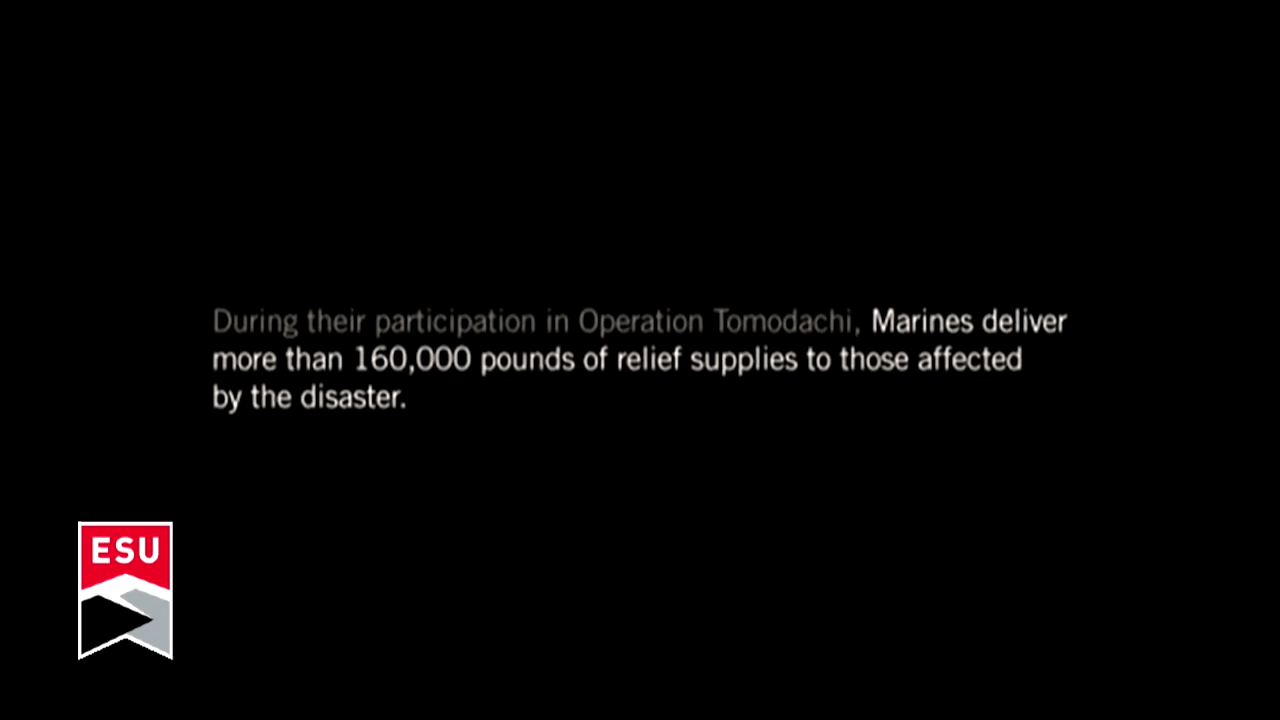 During their participation in Operation Tomodachi, Marines deliver
more than 160,000 pounds of relief supplies to those affected
by the disaster.
ESU